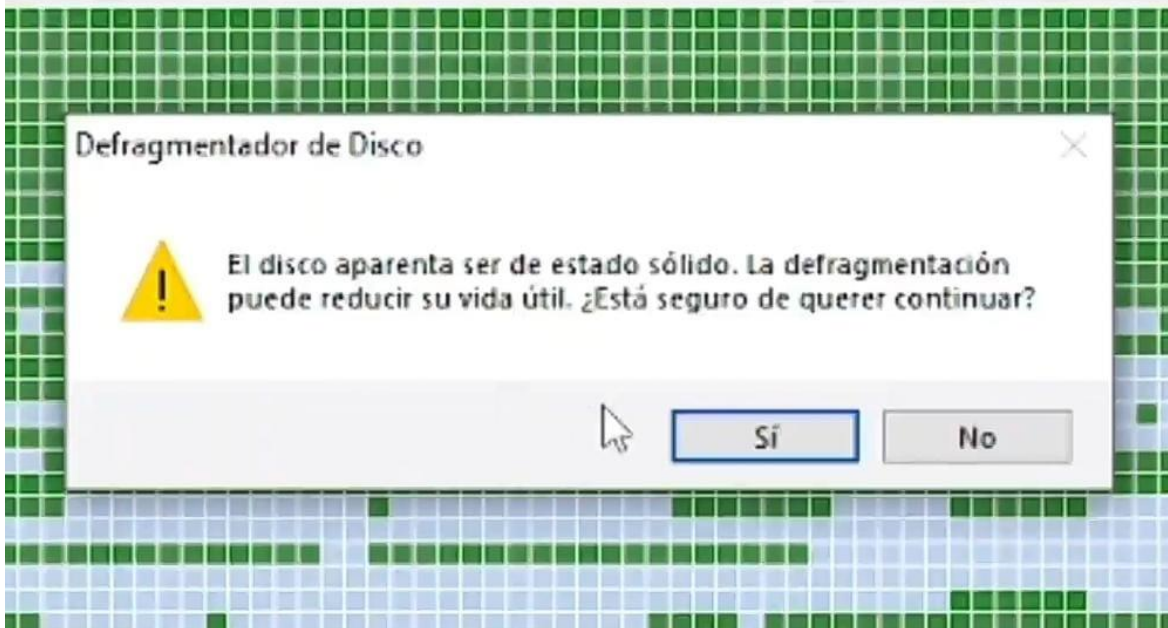 Defragmentador de Disco
El disco aparenta ser de estado sólido. La defragmentación
puede reducir su vida útil. ¿Está seguro de querer continuar?
Sí
No